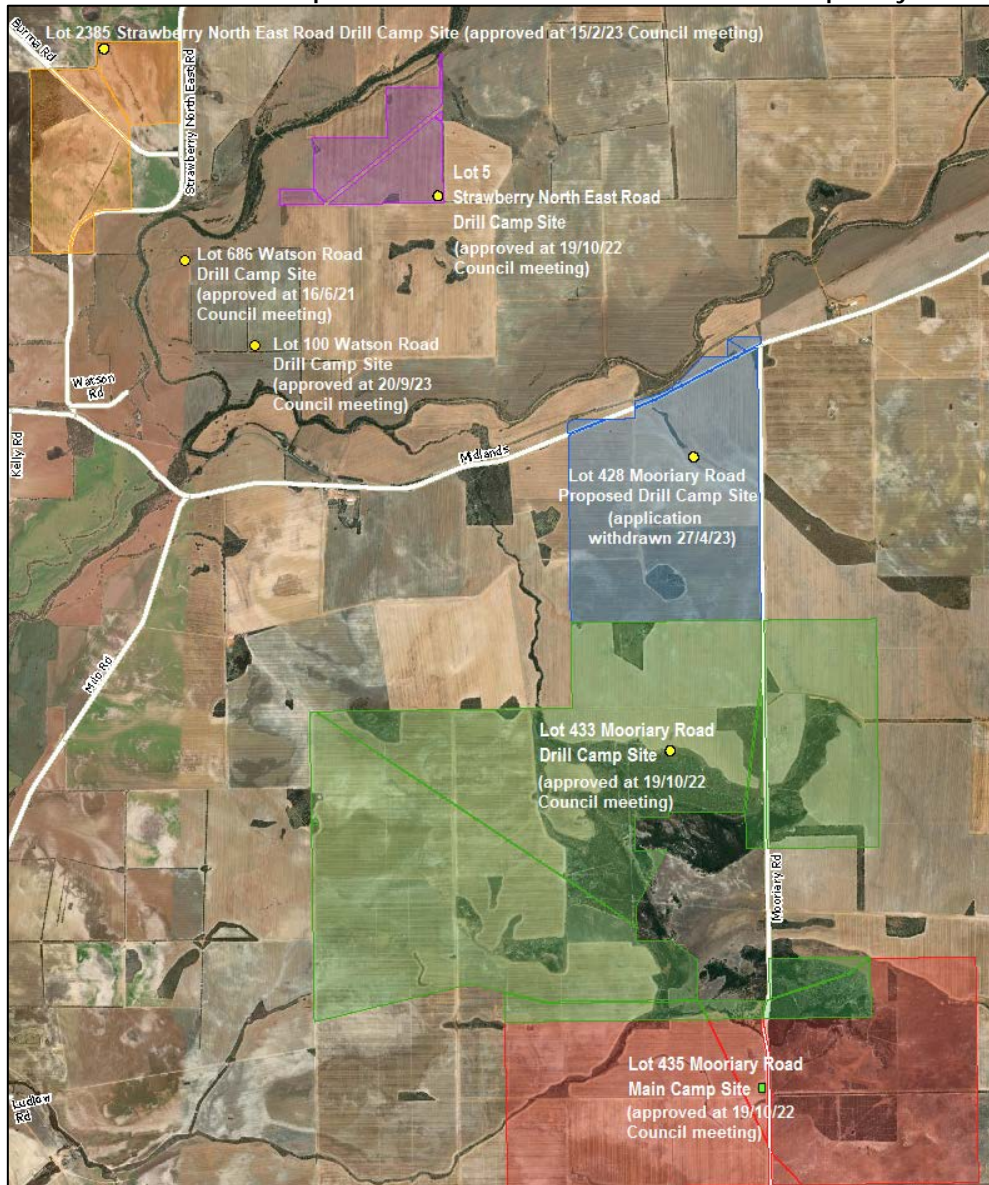 Burma Rd
Lot 2385 Strawberry North East Road Drill Camp Site (approved at 15/2/23 Council meeting)
Strawberry North East Rd
Lot 5
Strawberry North East Road
Drill Camp Site
(approved at 19/10/22
Council meeting)
Lot 686 Watson Road
Drill Camp Site
(approved at 16/6/21
Council meeting)
Lot 100 Watson Road
Drill Camp Site
(approved at 20/9/23
Council meeting)
Watson
Rd
Kelly Rd
Midlands
Lot 428 Mooriary Road
Proposed Drill Camp Site
(application
withdrawn 27/4/23)
Milo Rd
Lot 433 Mooriary Road
Drill Camp Site
(approved at 19/10/22
Council meeting)
Mooriary Rd
Lot 435 Mooriary Road
Main Camp Site
(approved at 19/10/22
Council meeting)
Ludlow
Rd